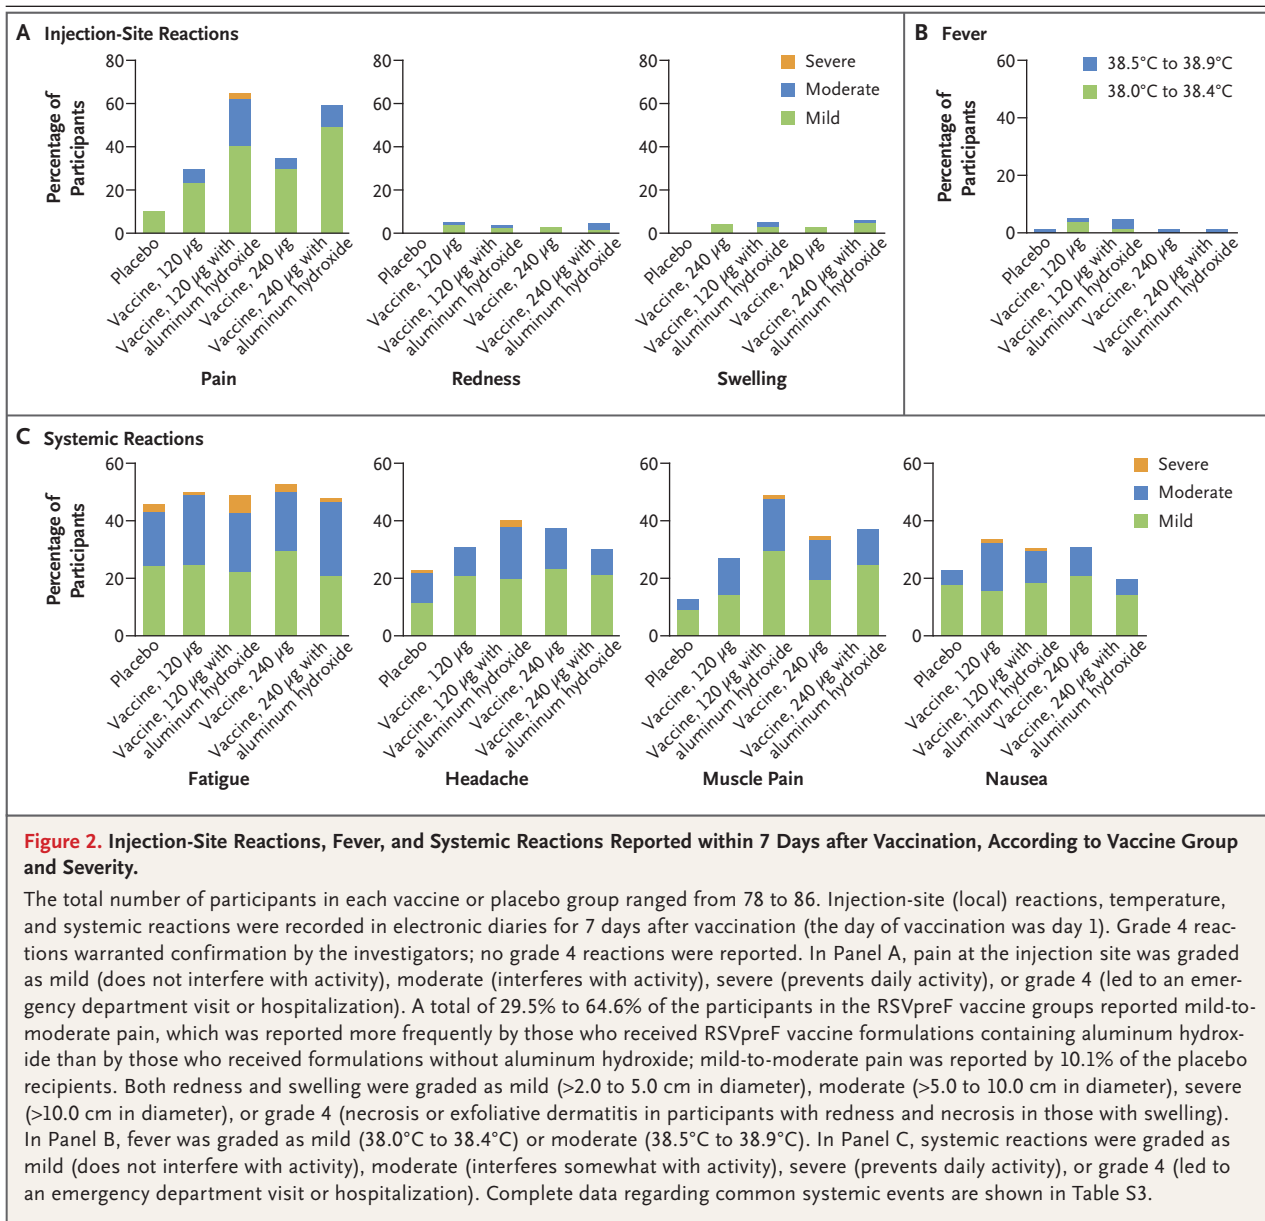 A Injection-Site Reactions
Percentage of
Participants
80
60
40
20
0
Placebo
Vaccine, 120 µg
Vaccine, 120 µg with
aluminum hydroxide
Vaccine, 240 µg
Vaccine, 240 µg with
aluminum hydroxide
Pain
80
60
40
20
0
Placebo
Vaccine, 120 µg
Vaccine, 120 µg with
aluminum hydroxide
Vaccine, 240 µg
Vaccine, 240 µg with
aluminum hydroxide
Redness
80
60
40
20
0
Severe
Moderate
Mild
Placebo
Vaccine, 240 µg
Vaccine, 120 µg with
aluminum hydroxide
Vaccine, 240 µg
Vaccine, 240 µg with
aluminum hydroxide
Swelling
B Fever
Percentage of
Participants
60
40
20
0
38.5°C to 38.9°C
38.0°C to 38.4°C
Placebo
Vaccine, 120 µg
Vaccine, 120 µg with
aluminum hydroxide
Vaccine, 240 µg
Vaccine, 240 µg with
aluminum hydroxide
C Systemic Reactions
Percentage of
Participants
60
40
20
0
Placebo
Vaccine, 120 µg
Vaccine, 120 µg with
aluminum hydroxide
Vaccine, 240 µg
Vaccine, 240 µg with
aluminum hydroxide
Fatigue
60
40
20
0
Placebo
Vaccine, 120 µg
Vaccine, 120 µg with
aluminum hydroxide
Vaccine, 240 µg
Vaccine, 240 µg with
aluminum hydroxide
Headache
60
40
20
0
Placebo
Vaccine, 120 µg
Vaccine, 120 µg with
aluminum hydroxide
Vaccine, 240 µg
Vaccine, 240 µg with
aluminum hydroxide
Muscle Pain
60
40
20
0
Severe
Moderate
Mild
Placebo
Vaccine, 120 µg
Vaccine, 120 µg with
aluminum hydroxide
Vaccine, 240 µg
Vaccine, 240 µg with
aluminum hydroxide
Nausea
Figure 2. Injection-Site Reactions, Fever, and Systemic Reactions Reported within 7 Days after Vaccination, According to Vaccine Group
and Severity.
The total number of participants in each vaccine or placebo group ranged from 78 to 86. Injection-site (local) reactions, temperature,
and systemic reactions were recorded in electronic diaries for 7 days after vaccination (the day of vaccination was day 1). Grade 4 reac-
tions warranted confirmation by the investigators; no grade 4 reactions were reported. In Panel A, pain at the injection site was graded
as mild (does not interfere with activity), moderate (interferes with activity), severe (prevents daily activity), or grade 4 (led to an emer-
gency department visit or hospitalization). A total of 29.5% to 64.6% of the participants in the RSVpreF vaccine groups reported mild-to-
moderate pain, which was reported more frequently by those who received RSVpreF vaccine formulations containing aluminum hydrox-
ide than by those who received formulations without aluminum hydroxide; mild-to-moderate pain was reported by 10.1% of the placebo
recipients. Both redness and swelling were graded as mild (>2.0 to 5.0 cm in diameter), moderate (>5.0 to 10.0 cm in diameter), severe
(>10.0 cm in diameter), or grade 4 (necrosis or exfoliative dermatitis in participants with redness and necrosis in those with swelling).
In Panel B, fever was graded as mild (38.0°C to 38.4°C) or moderate (38.5°C to 38.9°C). In Panel C, systemic reactions were graded as
mild (does not interfere with activity), moderate (interferes somewhat with activity), severe (prevents daily activity), or grade 4 (led to
an emergency department visit or hospitalization). Complete data regarding common systemic events are shown in Table S3.